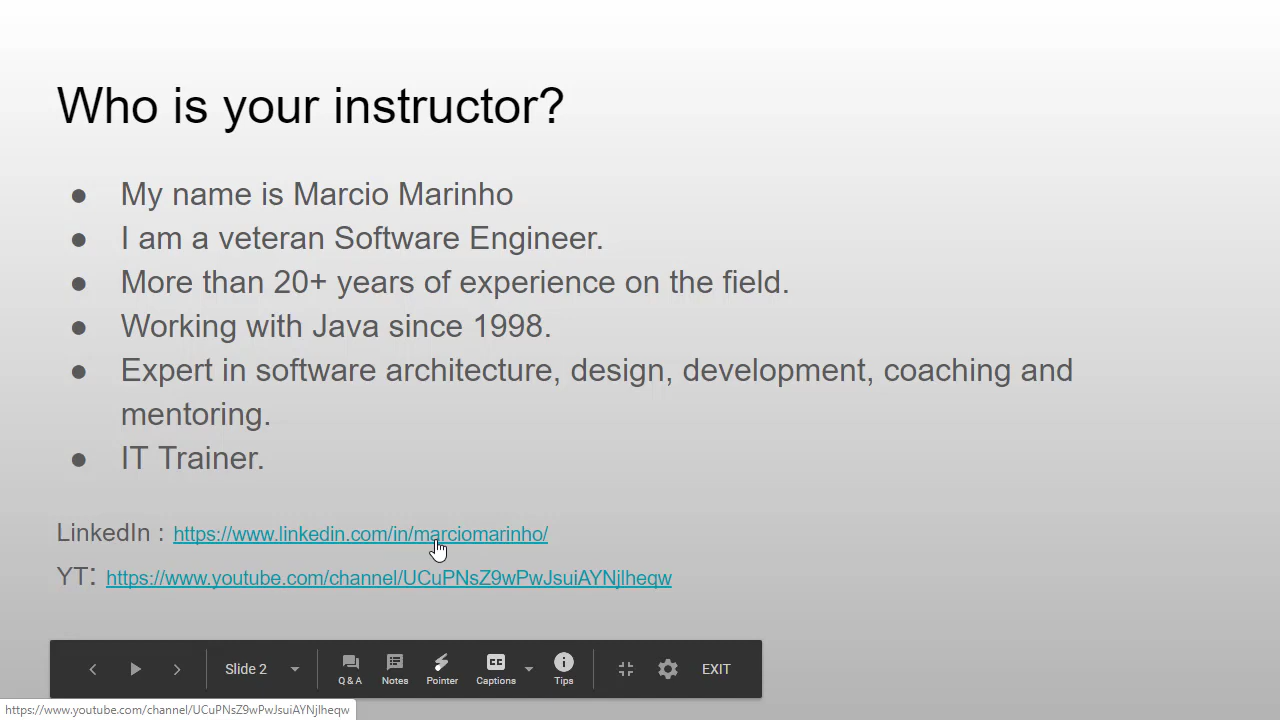 Who is your instructor?
● My name is Marcio Marinho
● I am a veteran Software Engineer.
● More than 20+ years of experience on the field.
● Working with Java since 1998.
● Expert in software architecture, design, development, coaching and
mentoring.
● IT Trainer.
LinkedIn : https://www.linkedin.com/in/marciomarinho/
YT: https://www.youtube.com/channel/UCuPNsZ9wPwJsuiAYNjlheqw
Slide 2 Q & A Notes Pointer CC Captions Tips EXIT
https://www.youtube.com/channel/UCuPNsZ9wPwJsuiAYNjlheqw